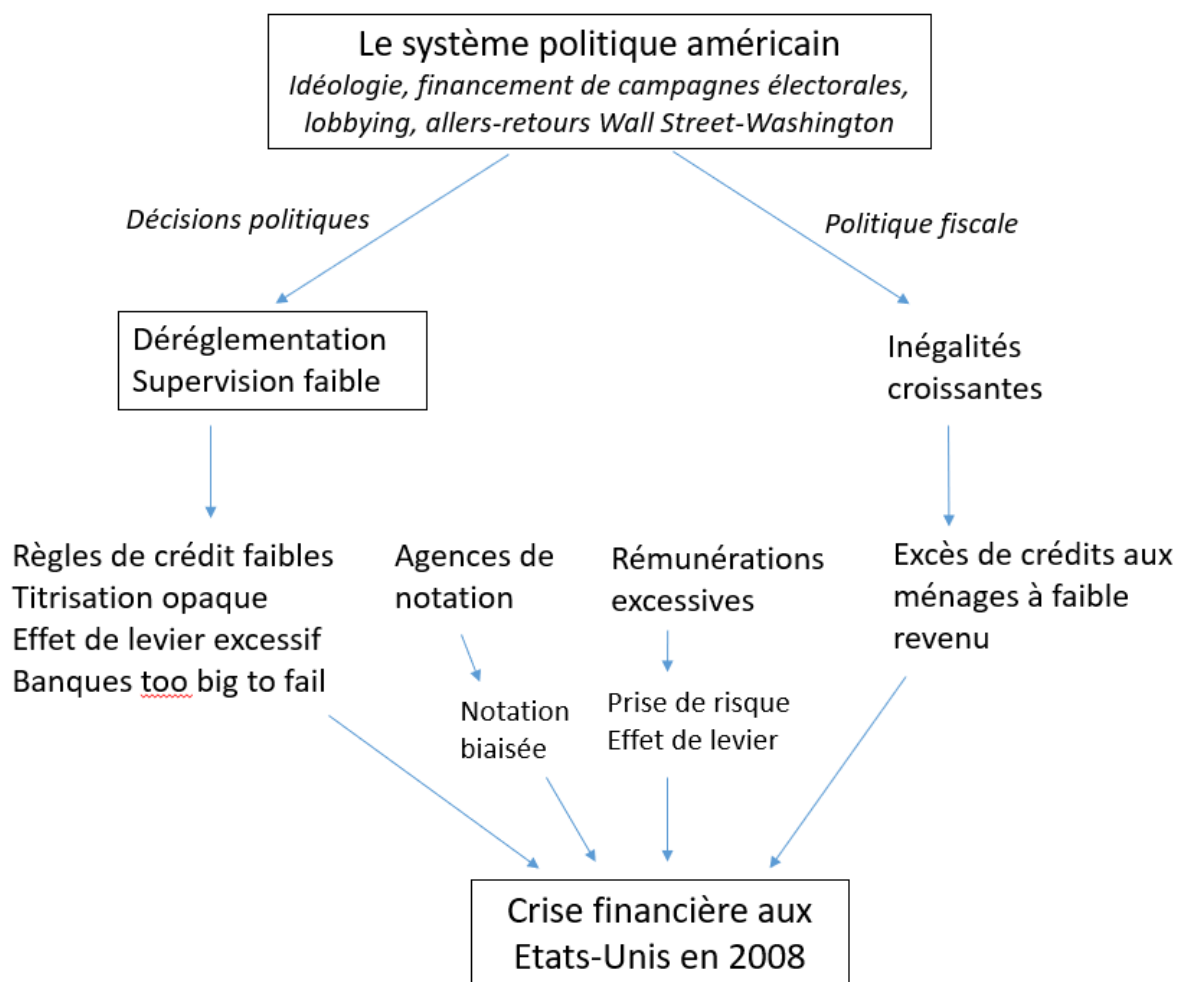 Le système politique américain
Idéologie, financement de campagnes électorales,
lobbying, allers-retours Wall Street-Washington
Décisions politiques
Politique fiscale
Déréglementation
Supervision faible
Inégalités
croissantes
Règles de crédit faibles
Titrisation opaque
Effet de levier excessif
Banques too big to fail
Agences de
notation
Rémunérations
excessives
Excès de crédits aux
ménages à faible
revenu
Notation
biaisée
Prise de risque
Effet de levier
Crise financière aux
Etats-Unis en 2008